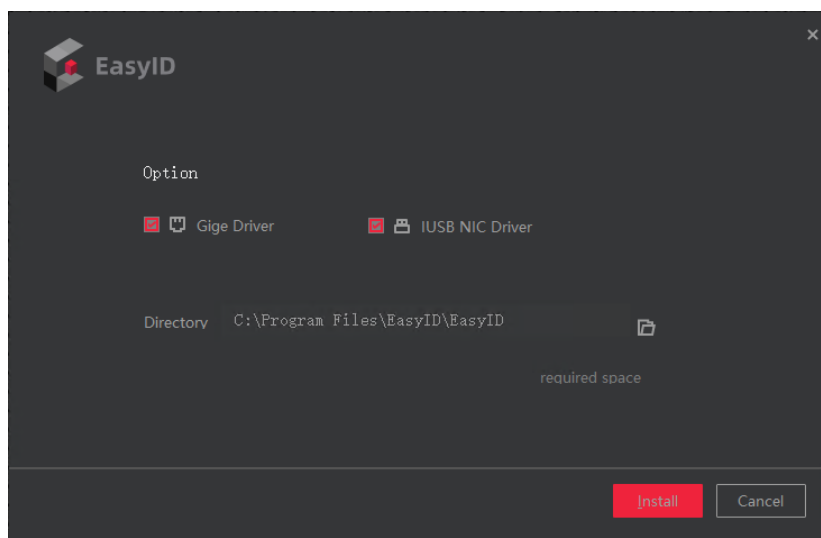 EasyID
Option
Gige Driver
IUSB NIC Driver
Directory C:\Program Files\EasyID\EasyID
required space
Install
Cancel